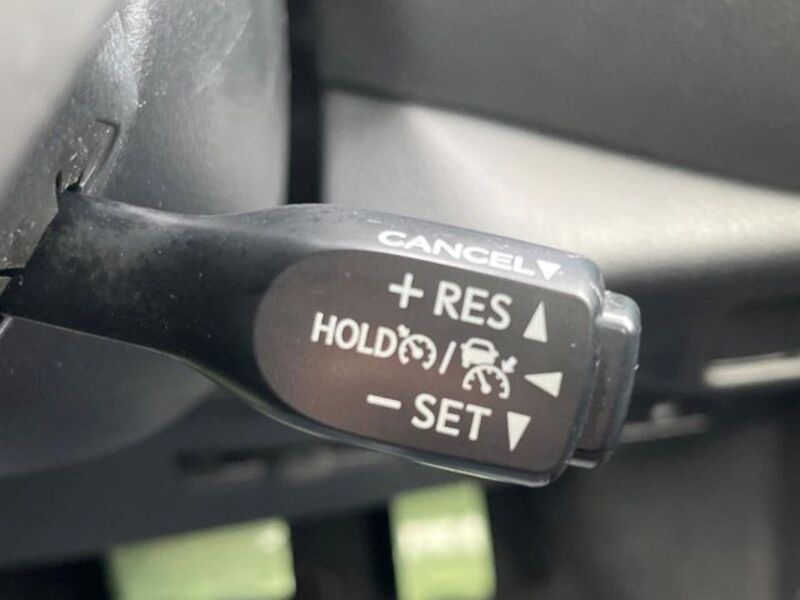 CANCEL▼
+ RES ▲
HOLD / ◀
− SET ▼